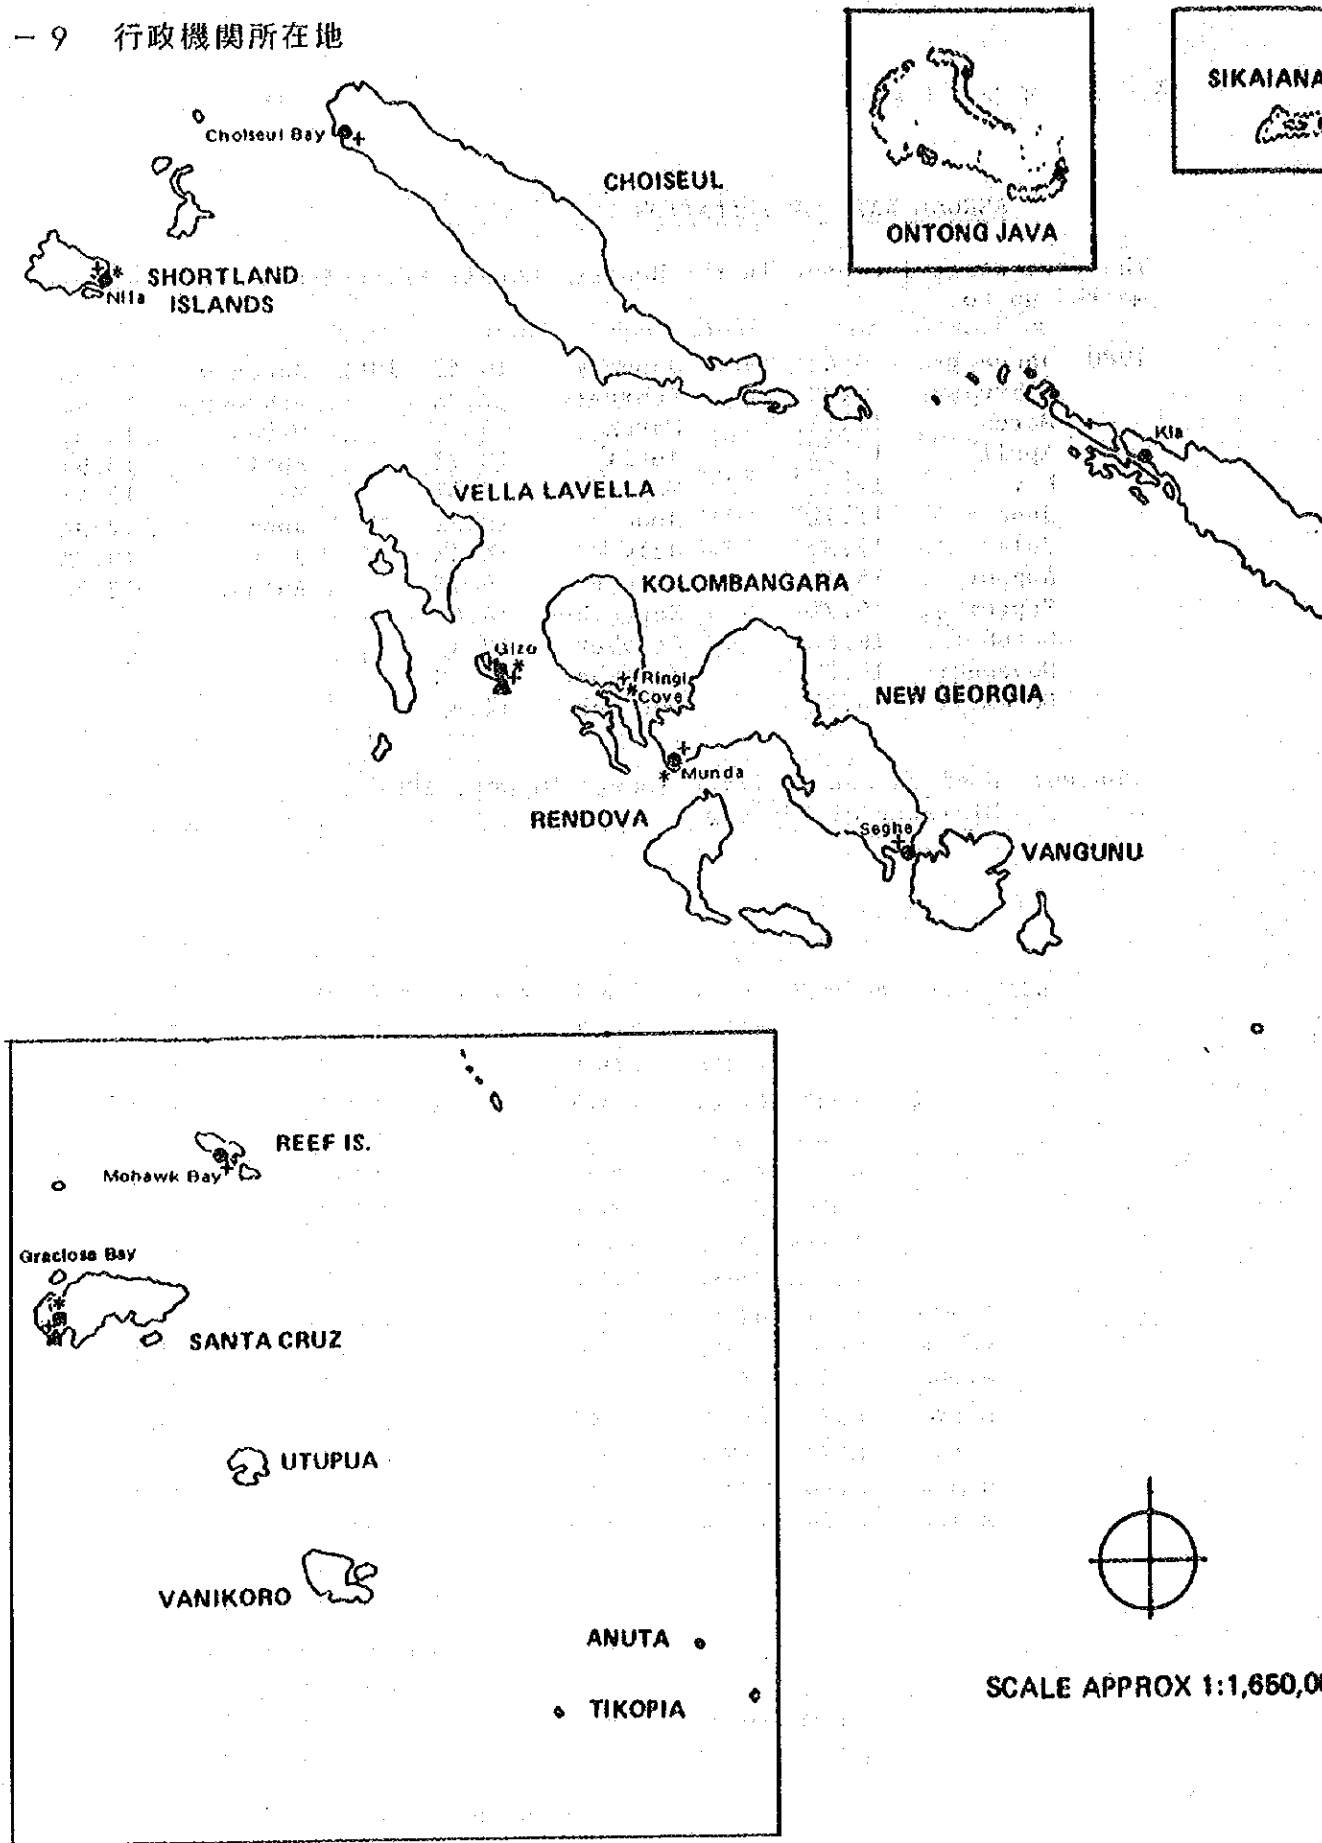 －9 行政機関所在地
SIKAIANA
Choiseul Bay
CHOISEUL
ONTONG JAVA
SHORTLAND
ISLANDS
Nila
Kia
VELLA LAVELLA
KOLOMBANGARA
Gizo
Ringi
Cove
NEW GEORGIA
Munda
RENDOVA
Seghe
VANGUNU
REEF IS.
Mohawk Bay
Graciosa Bay
SANTA CRUZ
UTUPUA
VANIKORO
ANUTA
TIKOPIA
SCALE APPROX 1:1,650,00